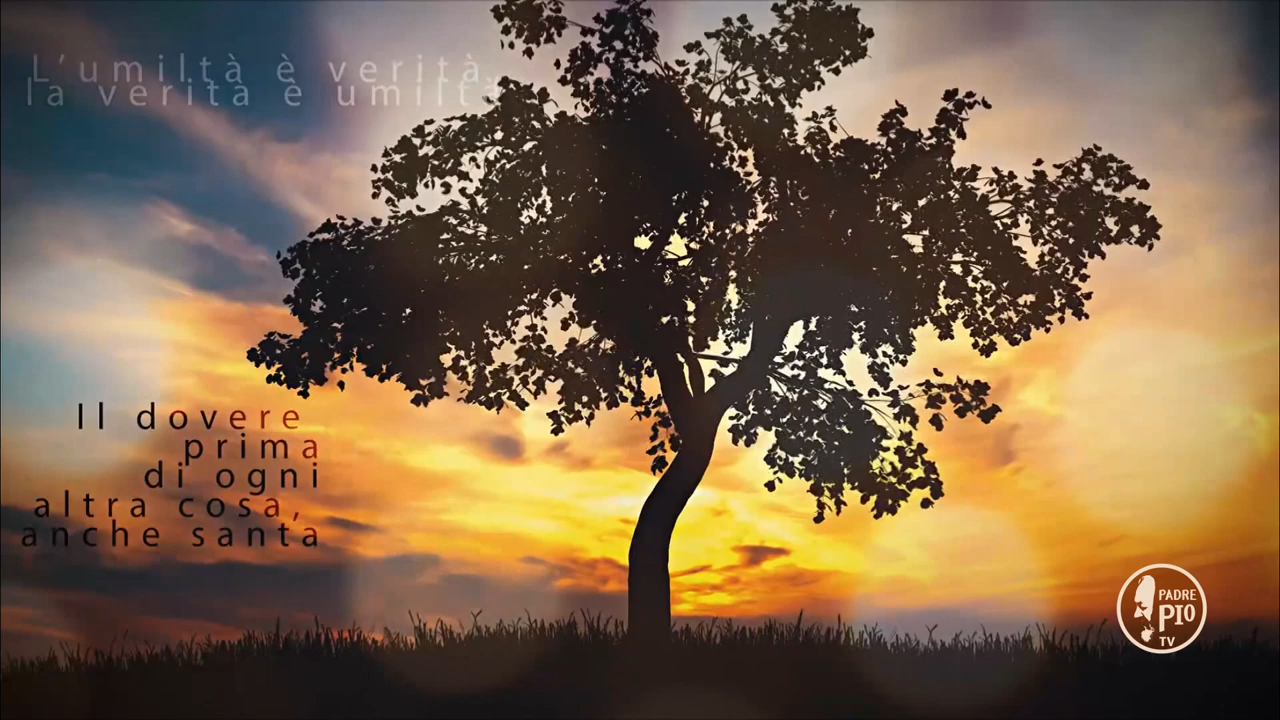 L'umiltà è verità,
la verità è umiltà
Il dovere
prima
di ogni
altra cosa,
anche santa
PADRE
PIO
TV